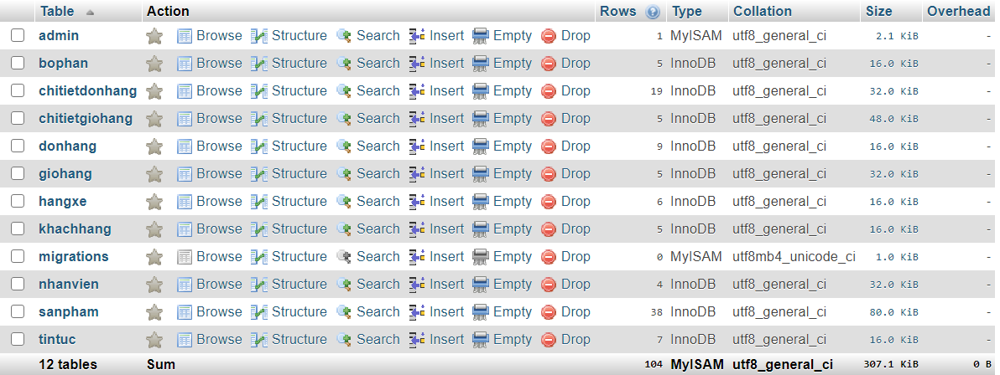 Table Action Rows Type Collation Size Overhead
admin Browse Structure Search Insert Empty Drop 1 MyISAM utf8_general_ci 2.1 KiB -
bophan Browse Structure Search Insert Empty Drop 5 InnoDB utf8_general_ci 16.0 KiB -
chitietdonhang Browse Structure Search Insert Empty Drop 19 InnoDB utf8_general_ci 32.0 KiB -
chitietgiohang Browse Structure Search Insert Empty Drop 5 InnoDB utf8_general_ci 48.0 KiB -
donhang Browse Structure Search Insert Empty Drop 9 InnoDB utf8_general_ci 16.0 KiB -
giohang Browse Structure Search Insert Empty Drop 5 InnoDB utf8_general_ci 32.0 KiB -
hangxe Browse Structure Search Insert Empty Drop 6 InnoDB utf8_general_ci 16.0 KiB -
khachhang Browse Structure Search Insert Empty Drop 5 InnoDB utf8_general_ci 16.0 KiB -
migrations Browse Structure Search Insert Empty Drop 0 MyISAM utf8mb4_unicode_ci 1.0 KiB -
nhanvien Browse Structure Search Insert Empty Drop 4 InnoDB utf8_general_ci 32.0 KiB -
sanpham Browse Structure Search Insert Empty Drop 38 InnoDB utf8_general_ci 80.0 KiB -
tintuc Browse Structure Search Insert Empty Drop 7 InnoDB utf8_general_ci 16.0 KiB -
12 tables Sum 104 MyISAM utf8_general_ci 307.1 KiB 0 B